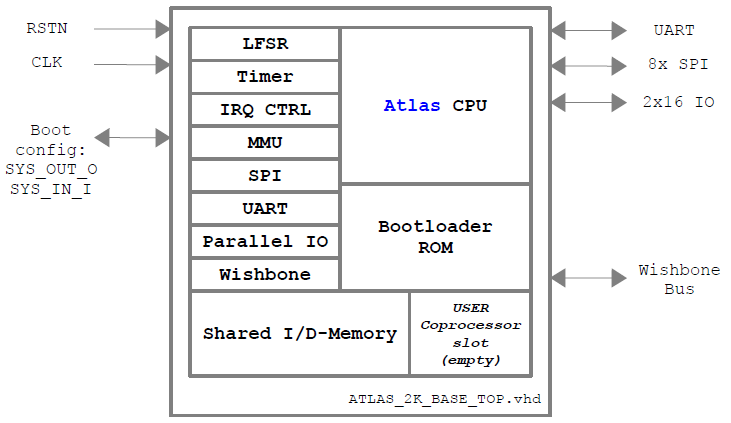 RSTN
CLK
Boot
config:
SYS_OUT_O
SYS_IN_I
LFSR
Timer
IRQ CTRL
MMU
SPI
UART
Parallel IO
Wishbone
Atlas CPU
Bootloader
ROM
Shared I/D-Memory
USER
Coprocessor
slot
(empty)
ATLAS_2K_BASE_TOP.vhd
UART
8x SPI
2x16 IO
Wishbone
Bus